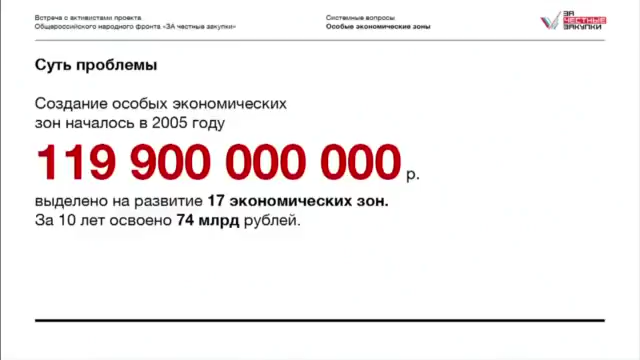 Встреча с активистами проекта
Общероссийского народного фронта «ЗА честные закупки»
Системные вопросы
Особые экономические зоны
ЗА
ЧЕСТНЫЕ
ЗАКУПКИ
Суть проблемы
Создание особых экономических
зон началось в 2005 году
119 900 000 000 р.
выделено на развитие 17 экономических зон.
За 10 лет освоено 74 млрд рублей.